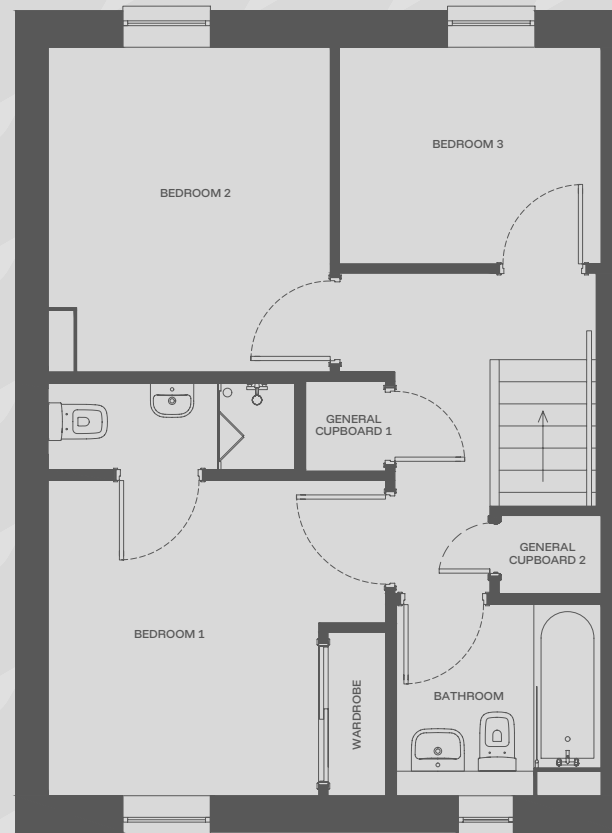 BEDROOM 3
BEDROOM 2
GENERAL
CUPBOARD 1
GENERAL
CUPBOARD 2
BEDROOM 1
WARDROBE
BATHROOM